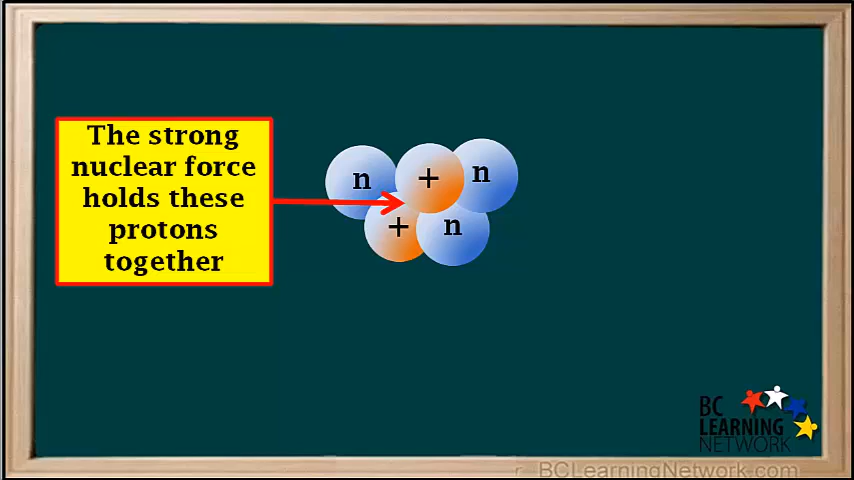 The strong
nuclear force
holds these
protons
together
n + n
+ n
BC
LEARNING
NETWORK
BCLearningNetwork.com